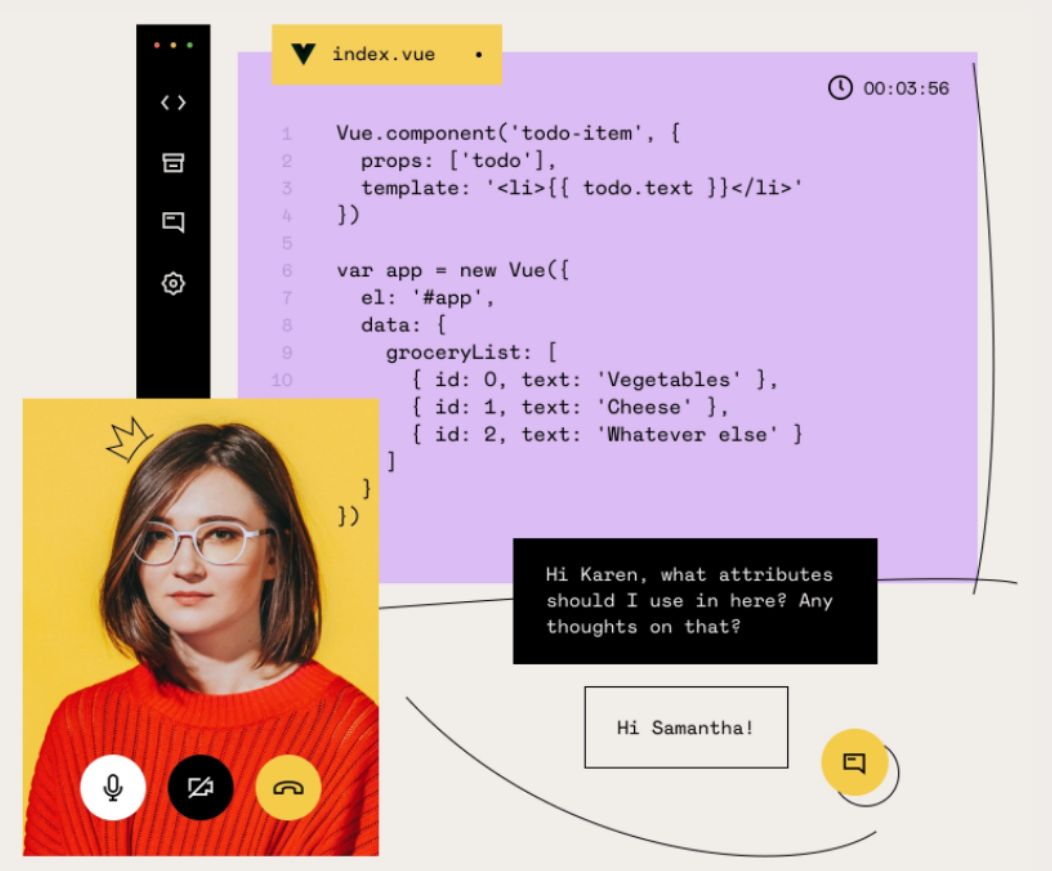 index.vue
00:03:56
1 Vue.component('todo-item', {
2   props: ['todo'],
3   template: '<li>{{ todo.text }}</li>'
4 })
5
6 var app = new Vue({
7   el: '#app',
8   data: {
9     groceryList: [
10       { id: 0, text: 'Vegetables' },
      { id: 1, text: 'Cheese' },
      { id: 2, text: 'Whatever else' }
    ]
  }
})
Hi Karen, what attributes
should I use in here? Any
thoughts on that?
Hi Samantha!